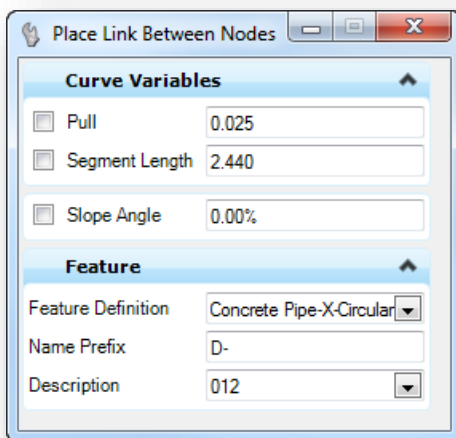 Place Link Between Nodes
Curve Variables
Pull 0.025
Segment Length 2.440
Slope Angle 0.00%
Feature
Feature Definition Concrete Pipe-X-Circular
Name Prefix D-
Description 012